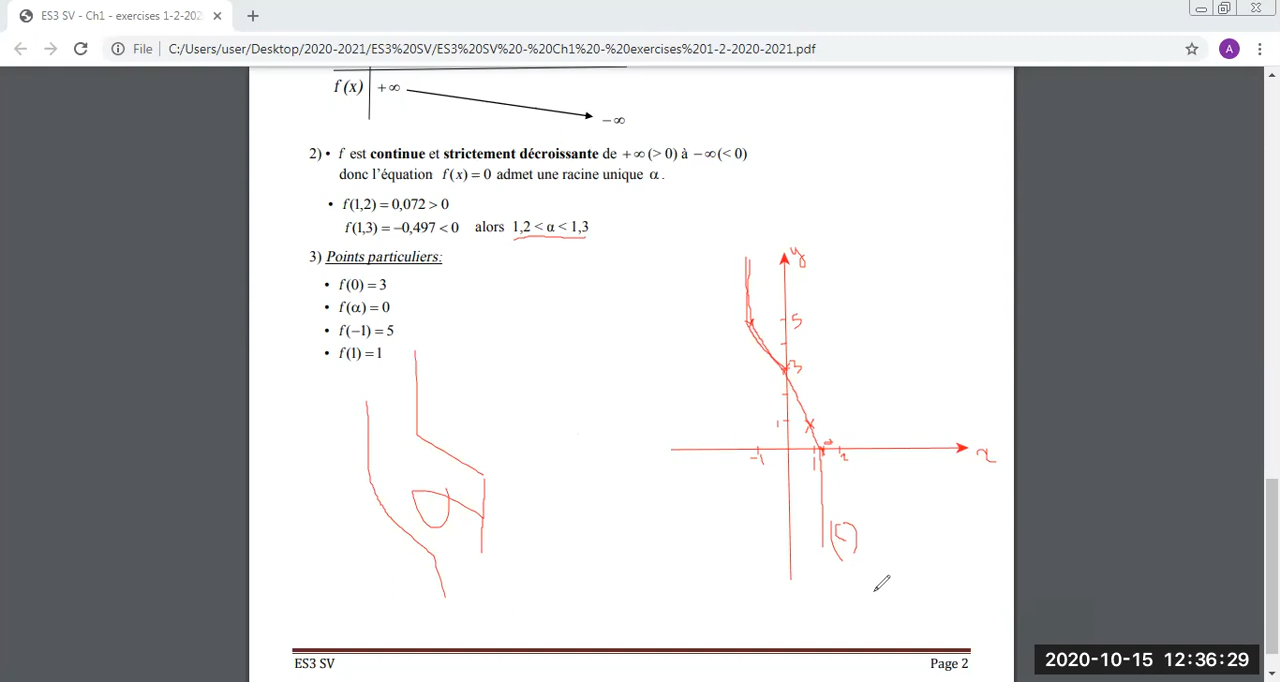 ES3 SV - Ch1 - exercises 1-2-202
File | C:/Users/user/Desktop/2020-2021/ES3%20SV/ES3%20SV%20-%20Ch1%20-%20exercises%201-2-2020-2021.pdf
A
f(x) +∞
−∞
2) • f est continue et strictement décroissante de +∞(> 0) à −∞(< 0)
donc l'équation f(x) = 0 admet une racine unique α.
• f(1,2) = 0,072 > 0
f(1,3) = −0,497 < 0 alors 1,2 < α < 1,3
3) Points particuliers:
• f(0) = 3
• f(α) = 0
• f(−1) = 5
• f(1) = 1
y
5
3
1
-1 1 α 2
x
(C)
ES3 SV Page 2
2020-10-15 12:36:29